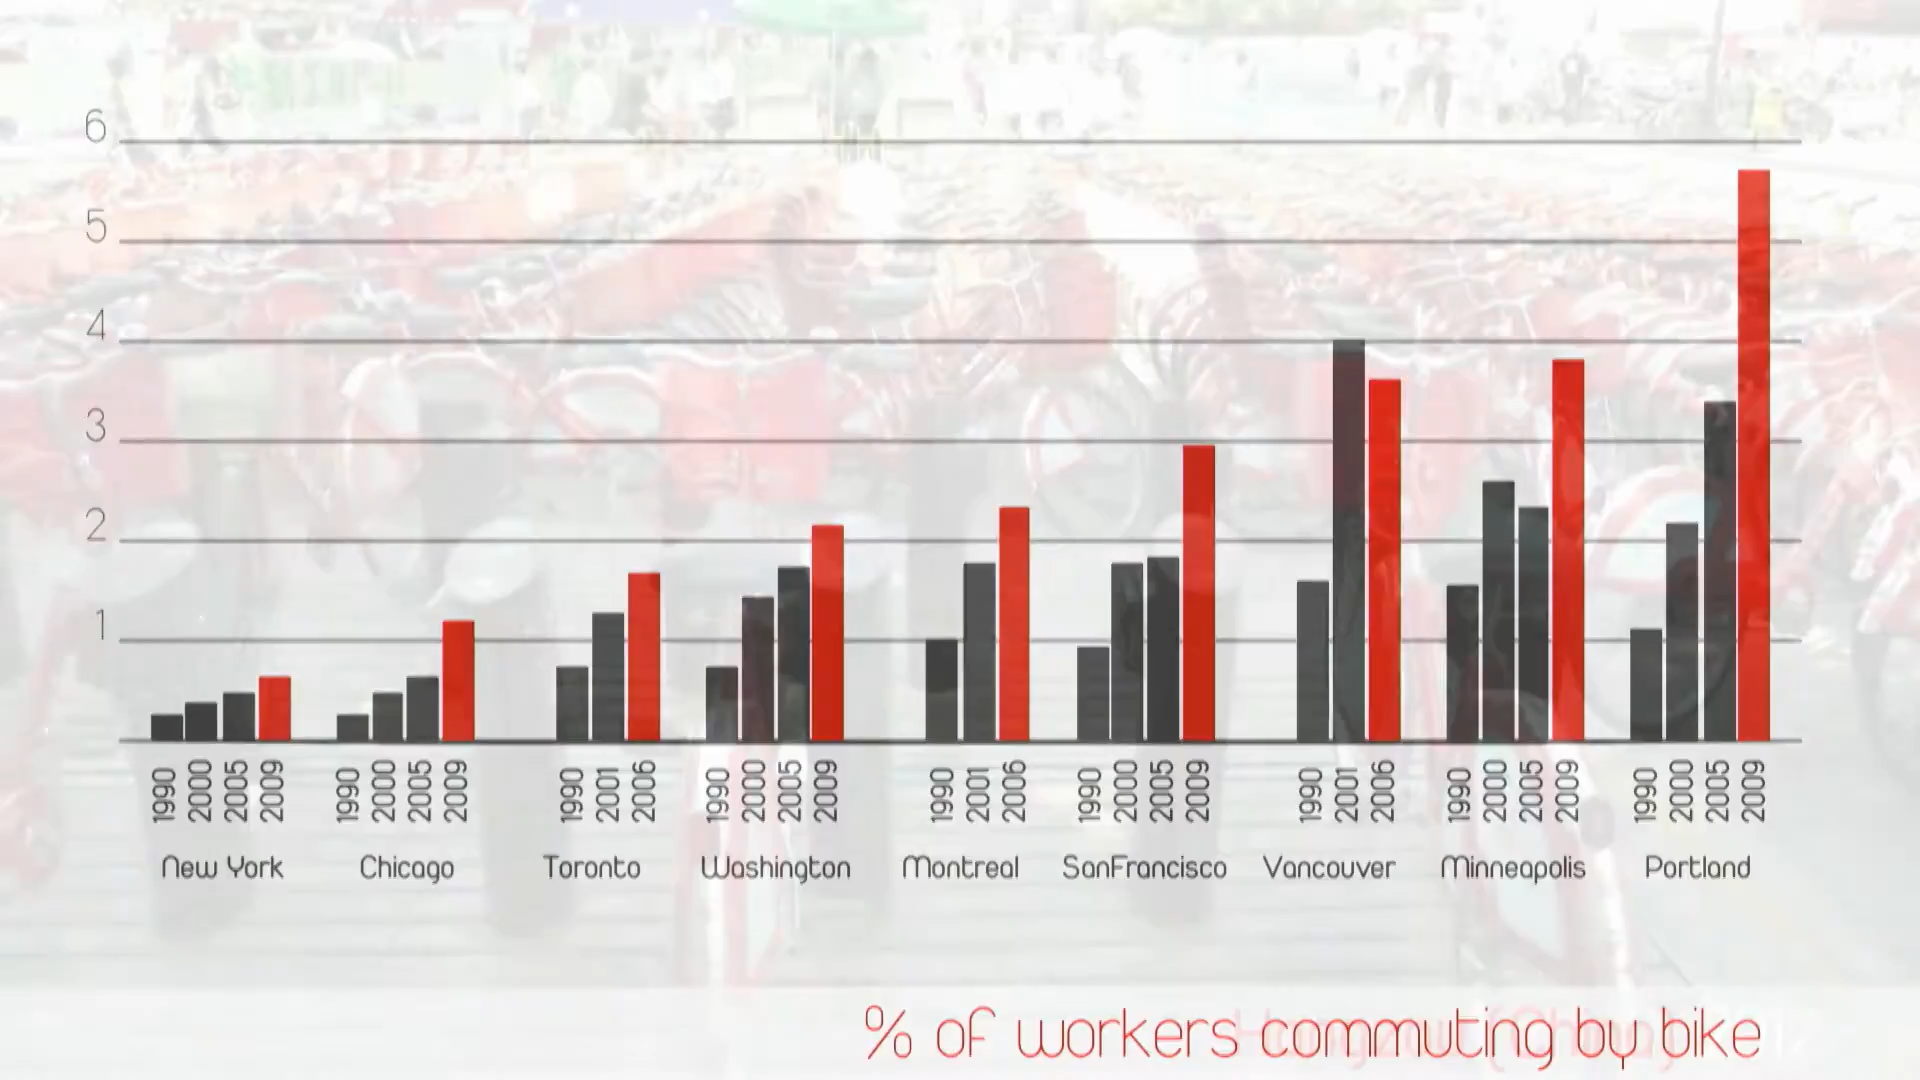 6
5
4
3
2
1
1990 2000 2005 2009 1990 2000 2005 2009 1990 2001 2006 1990 2000 2005 2009 1990 2001 2006 1990 2000 2005 2009 1990 2001 2006 1990 2000 2005 2009 1990 2000 2005 2009
New York Chicago Toronto Washington Montreal SanFrancisco Vancouver Minneapolis Portland
% of workers commuting by bike